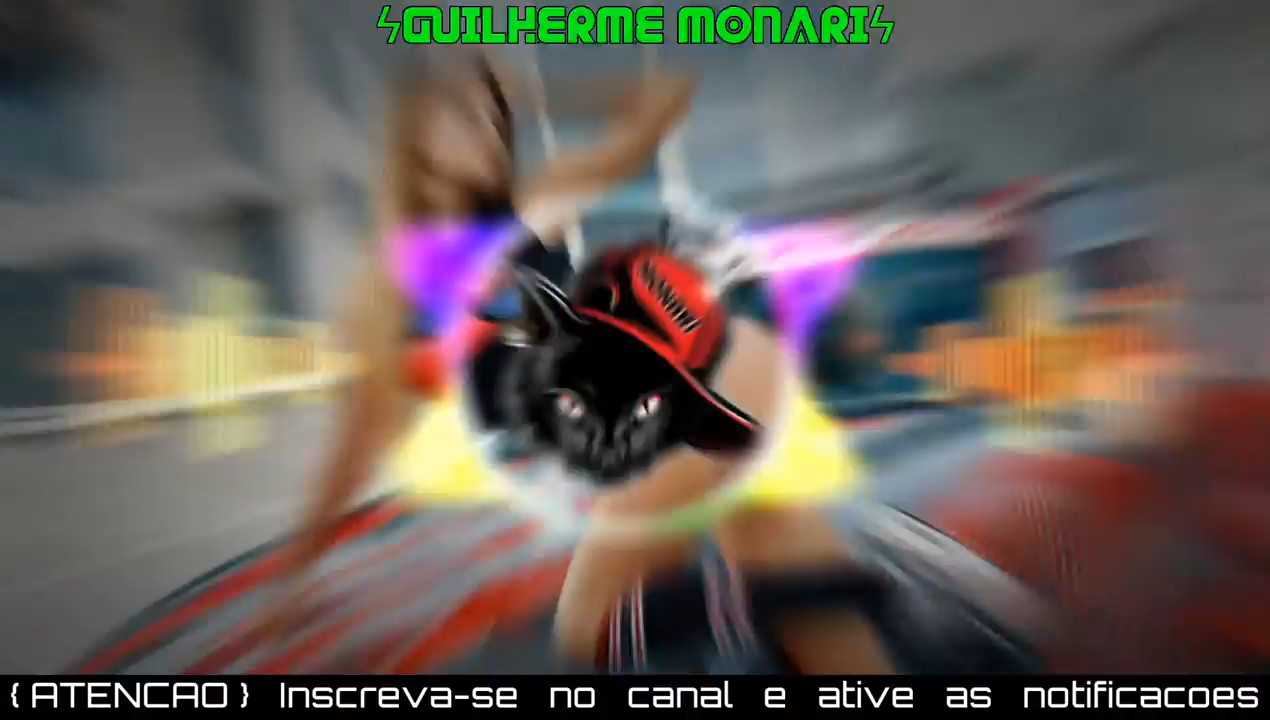 ϟGUILHERME MONARIϟ
{ATENCAO} Inscreva-se no canal e ative as notificacoes